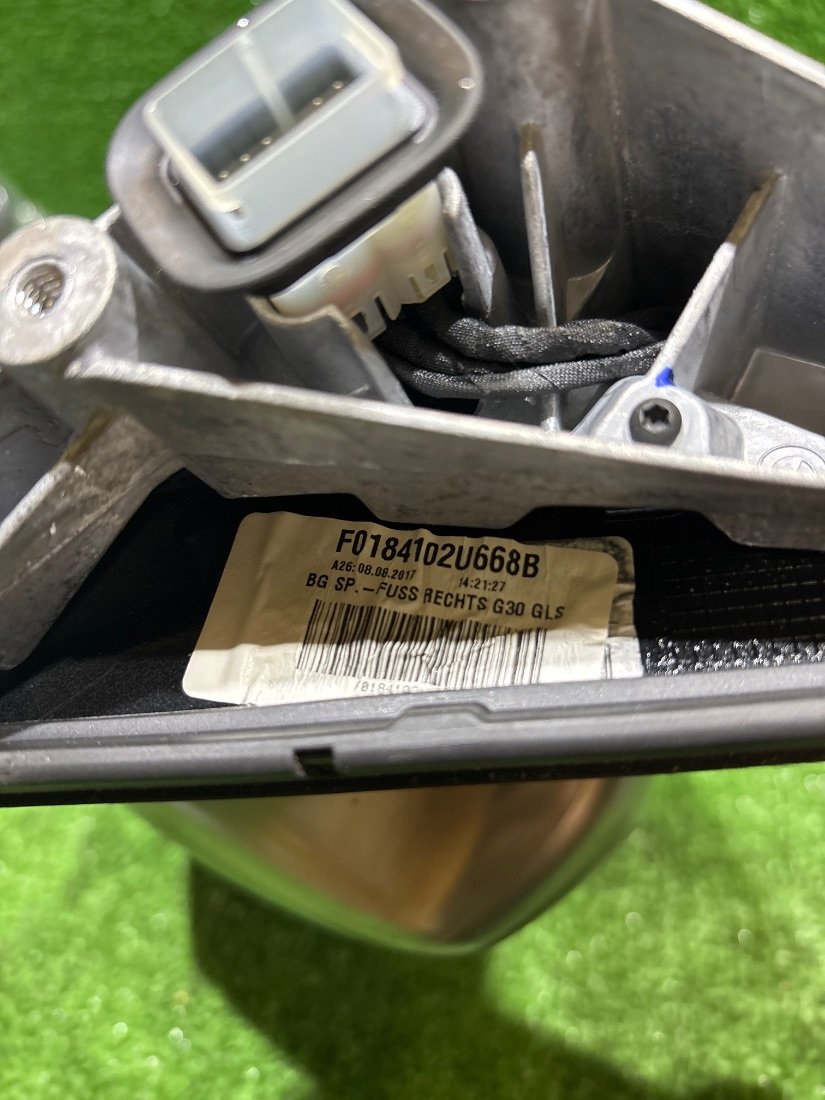 F0184102U668B
A26: 08.08.2017 14:21:27
BG SP.-FUSS RECHTS G30 GLS